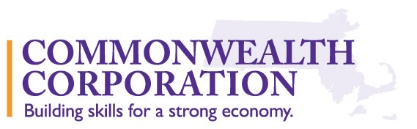 COMMONWEALTH
CORPORATION
Building skills for a strong economy.